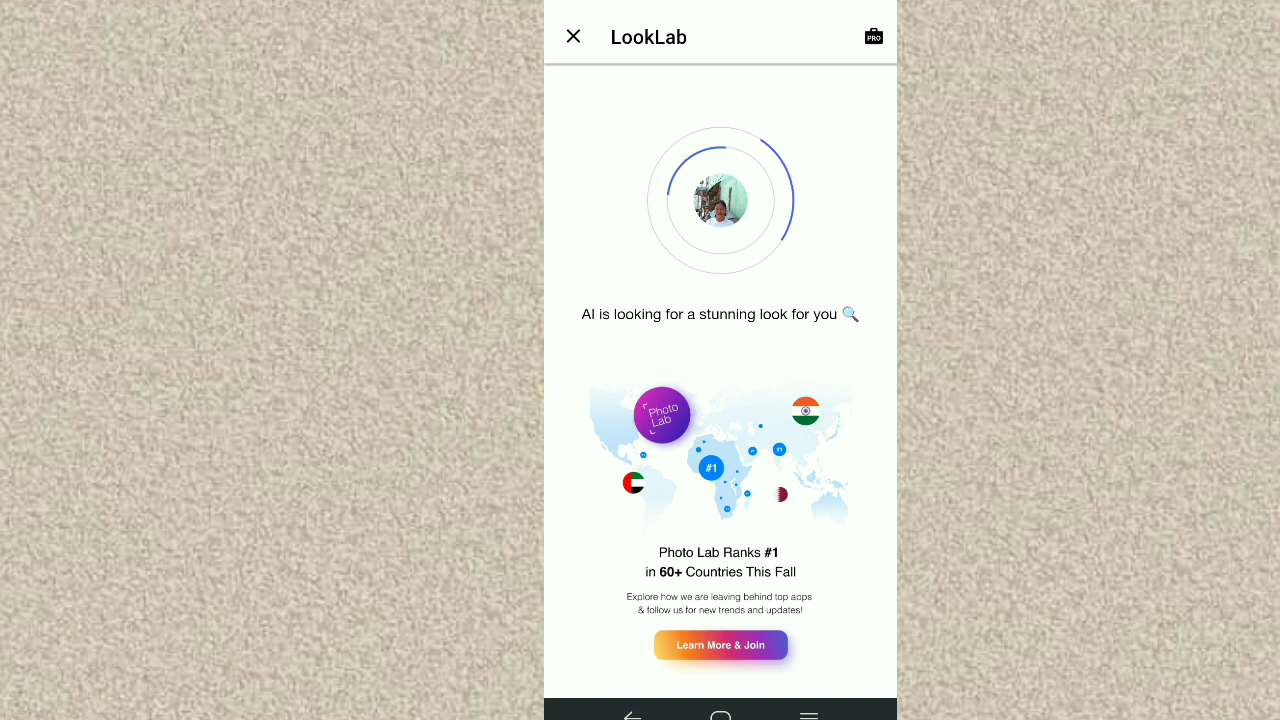 LookLab
PRO
AI is looking for a stunning look for you
Photo
Lab
#1
#1
Photo Lab Ranks #1
in 60+ Countries This Fall
Explore how we are leaving behind top apps
& follow us for new trends and updates!
Learn More & Join